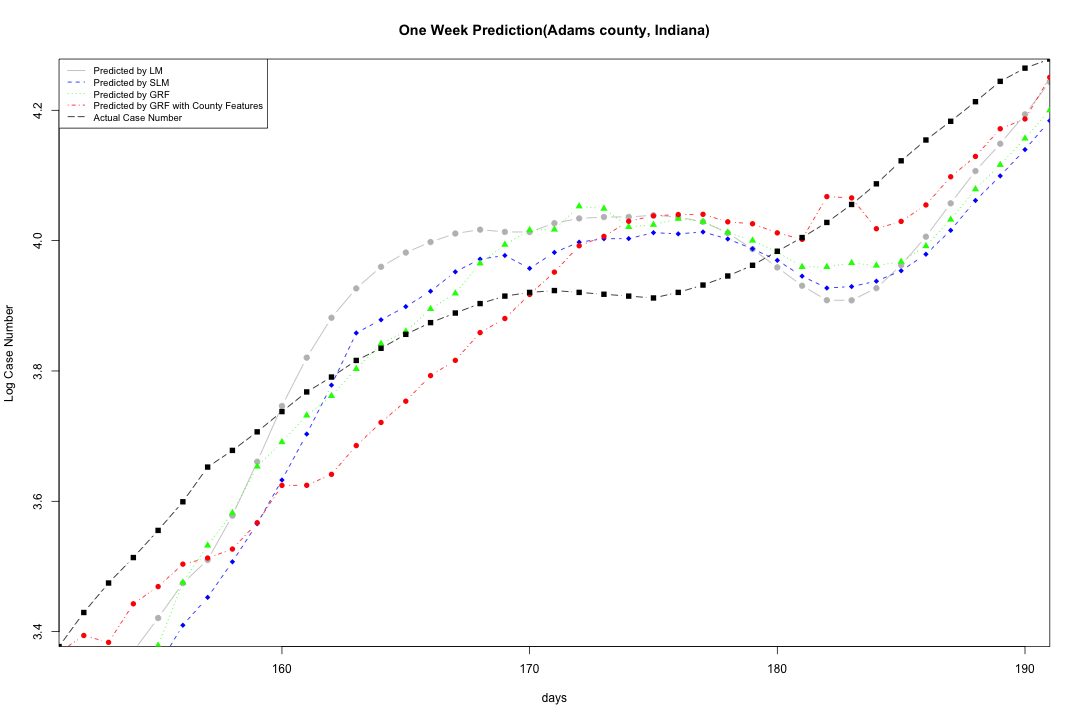 One Week Prediction(Adams county, Indiana)
Predicted by LM
Predicted by SLM
Predicted by GRF
Predicted by GRF with County Features
Actual Case Number
Log Case Number
4.2
4.0
3.8
3.6
3.4
160 170 180 190
days